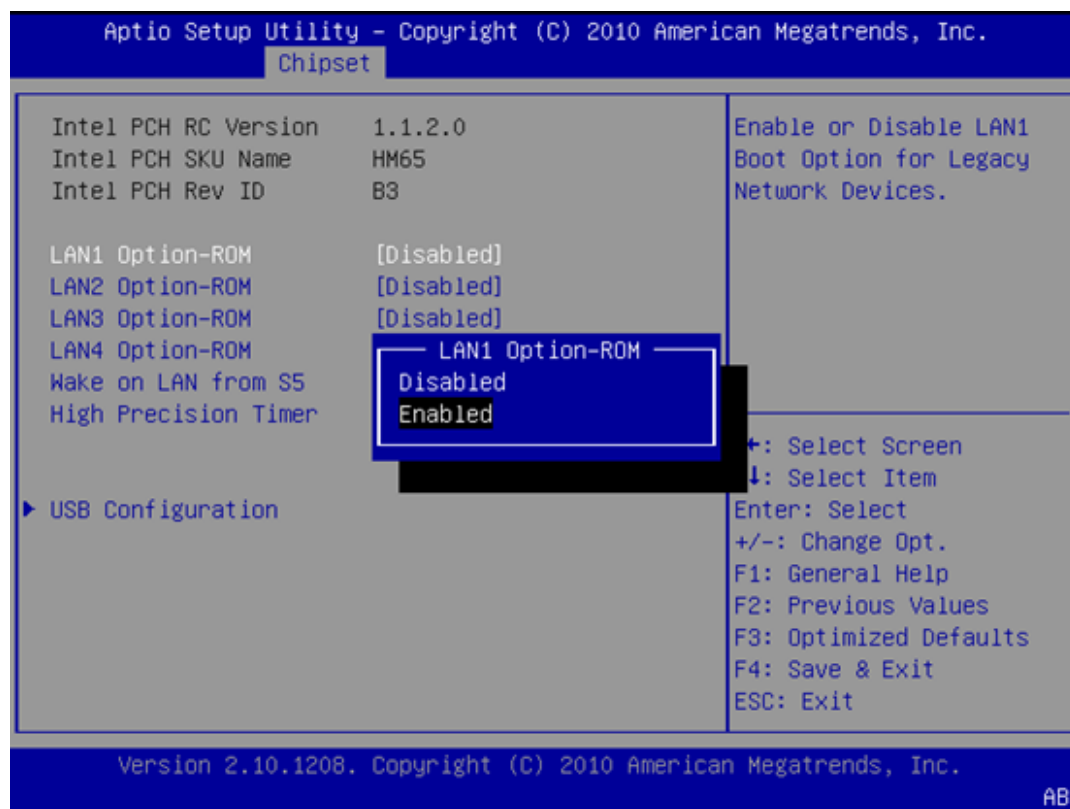 Aptio Setup Utility – Copyright (C) 2010 American Megatrends, Inc.
Chipset
Intel PCH RC Version 1.1.2.0
Intel PCH SKU Name HM65
Intel PCH Rev ID B3
LAN1 Option-ROM [Disabled]
LAN2 Option-ROM [Disabled]
LAN3 Option-ROM [Disabled]
LAN4 Option-ROM
Wake on LAN from S5
High Precision Timer
USB Configuration
LAN1 Option-ROM
Disabled
Enabled
Enable or Disable LAN1
Boot Option for Legacy
Network Devices.
←: Select Screen
↓: Select Item
Enter: Select
+/-: Change Opt.
F1: General Help
F2: Previous Values
F3: Optimized Defaults
F4: Save & Exit
ESC: Exit
Version 2.10.1208. Copyright (C) 2010 American Megatrends, Inc.
AB